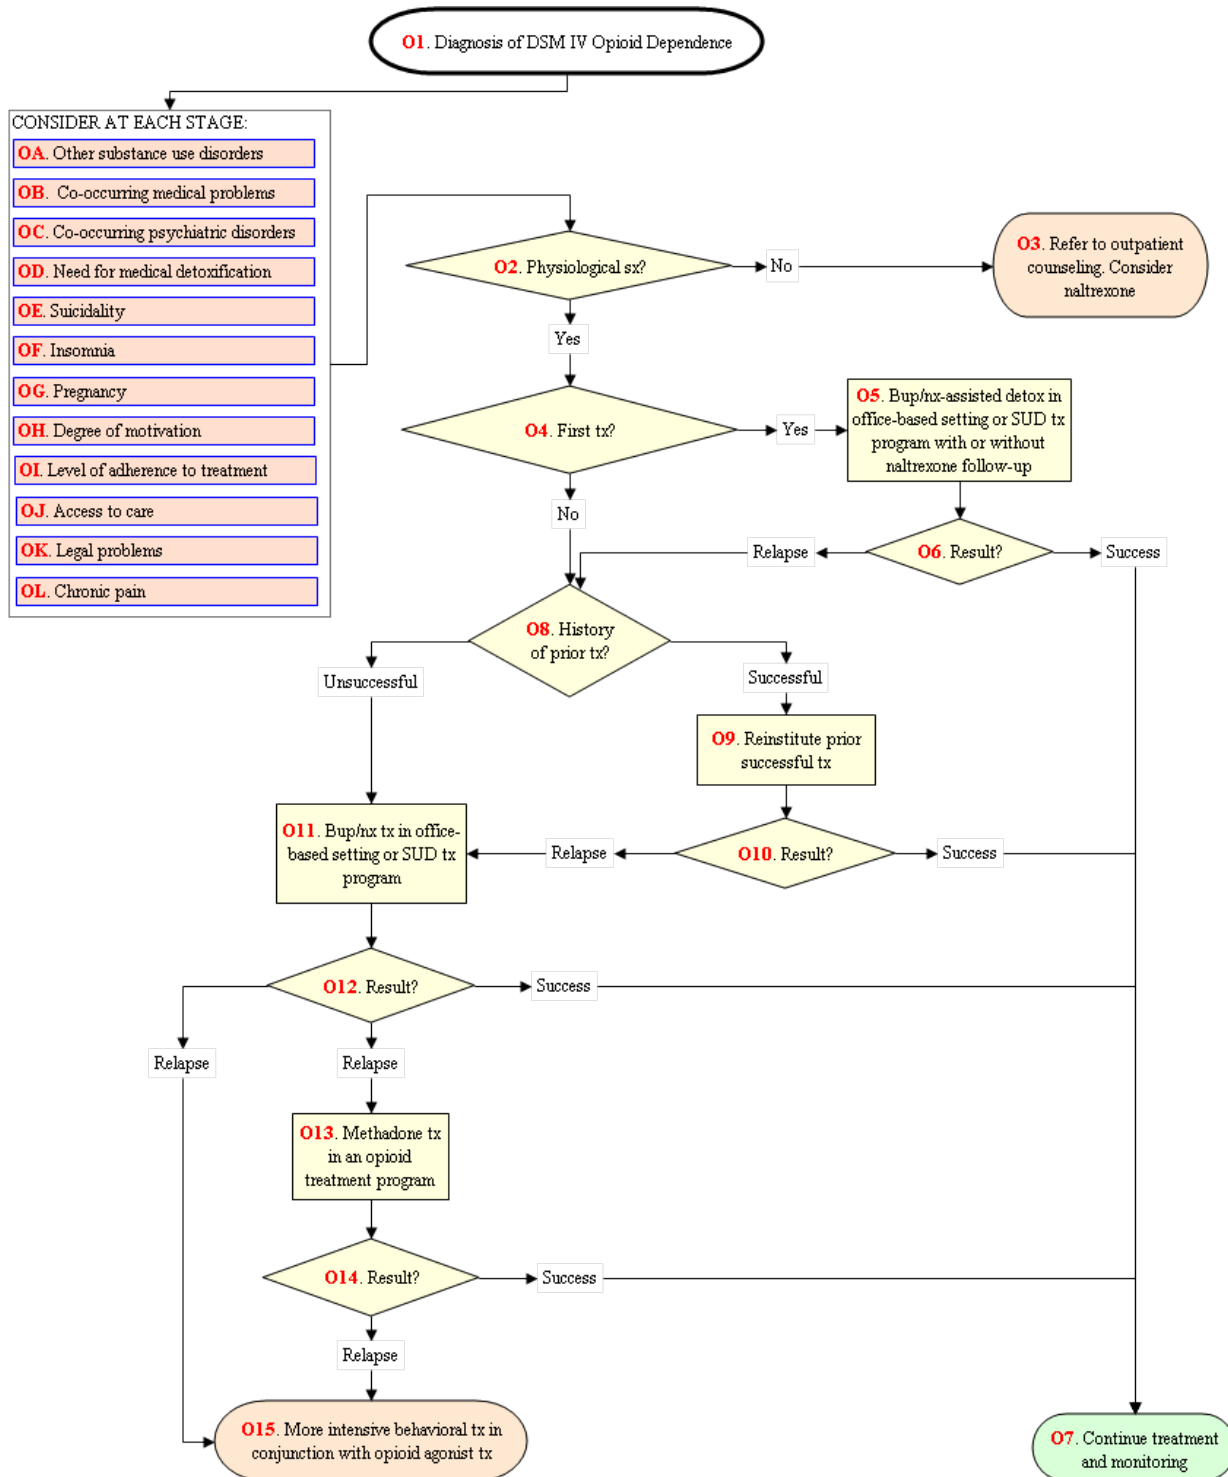 O1. Diagnosis of DSM IV Opioid Dependence
CONSIDER AT EACH STAGE:
OA. Other substance use disorders
OB. Co-occurring medical problems
OC. Co-occurring psychiatric disorders
OD. Need for medical detoxification
OE. Suicidality
OF. Insomnia
OG. Pregnancy
OH. Degree of motivation
OI. Level of adherence to treatment
OJ. Access to care
OK. Legal problems
OL. Chronic pain
O2. Physiological sx?
No
O3. Refer to outpatient
counseling. Consider
naltrexone
Yes
O4. First tx?
Yes
O5. Bup/nx-assisted detox in
office-based setting or SUD tx
program with or without
naltrexone follow-up
No
O6. Result?
Relapse
Success
O8. History
of prior tx?
Unsuccessful
Successful
O9. Reinstitute prior
successful tx
O10. Result?
Relapse
Success
O11. Bup/nx tx in office-
based setting or SUD tx
program
O12. Result?
Success
Relapse
Relapse
O13. Methadone tx
in an opioid
treatment program
O14. Result?
Success
Relapse
O15. More intensive behavioral tx in
conjunction with opioid agonist tx
O7. Continue treatment
and monitoring